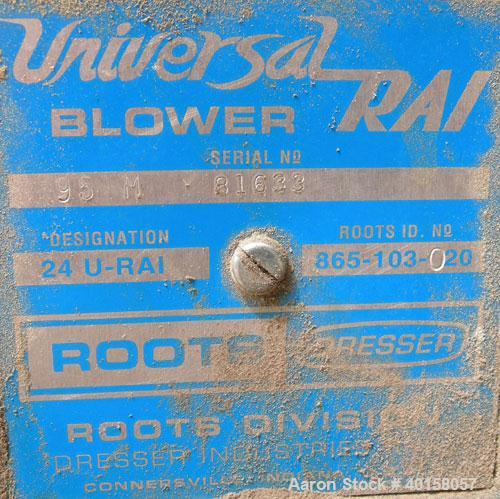 Universal RAI
BLOWER
SERIAL Nº
95 M Y 81633
DESIGNATION
ROOTS ID. Nº
24 U-RAI
865-103-020
ROOTS DRESSER
ROOTS DIVISION
DRESSER INDUSTRIES
CONNERSVILLE,
Aaron Stock # 40158057